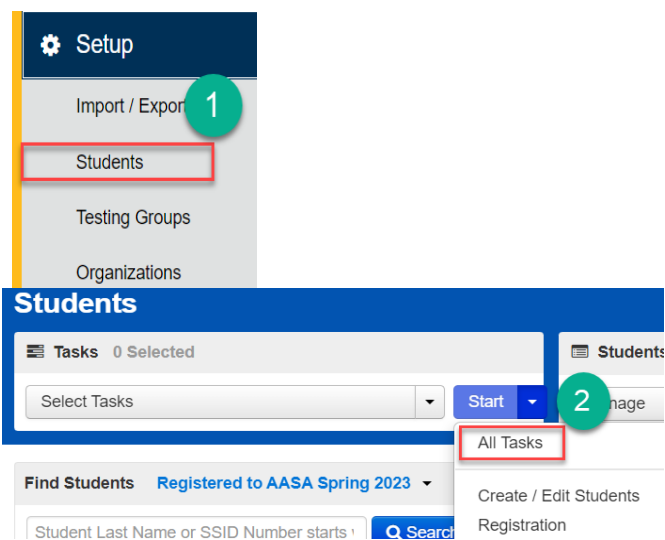 Setup
Import / Expor
1
Students
Testing Groups
Organizations
Students
Tasks 0 Selected
Students
Select Tasks
Start
2
nage
All Tasks
Find Students Registered to AASA Spring 2023
Create / Edit Students
Student Last Name or SSID Number starts
Search
Registration